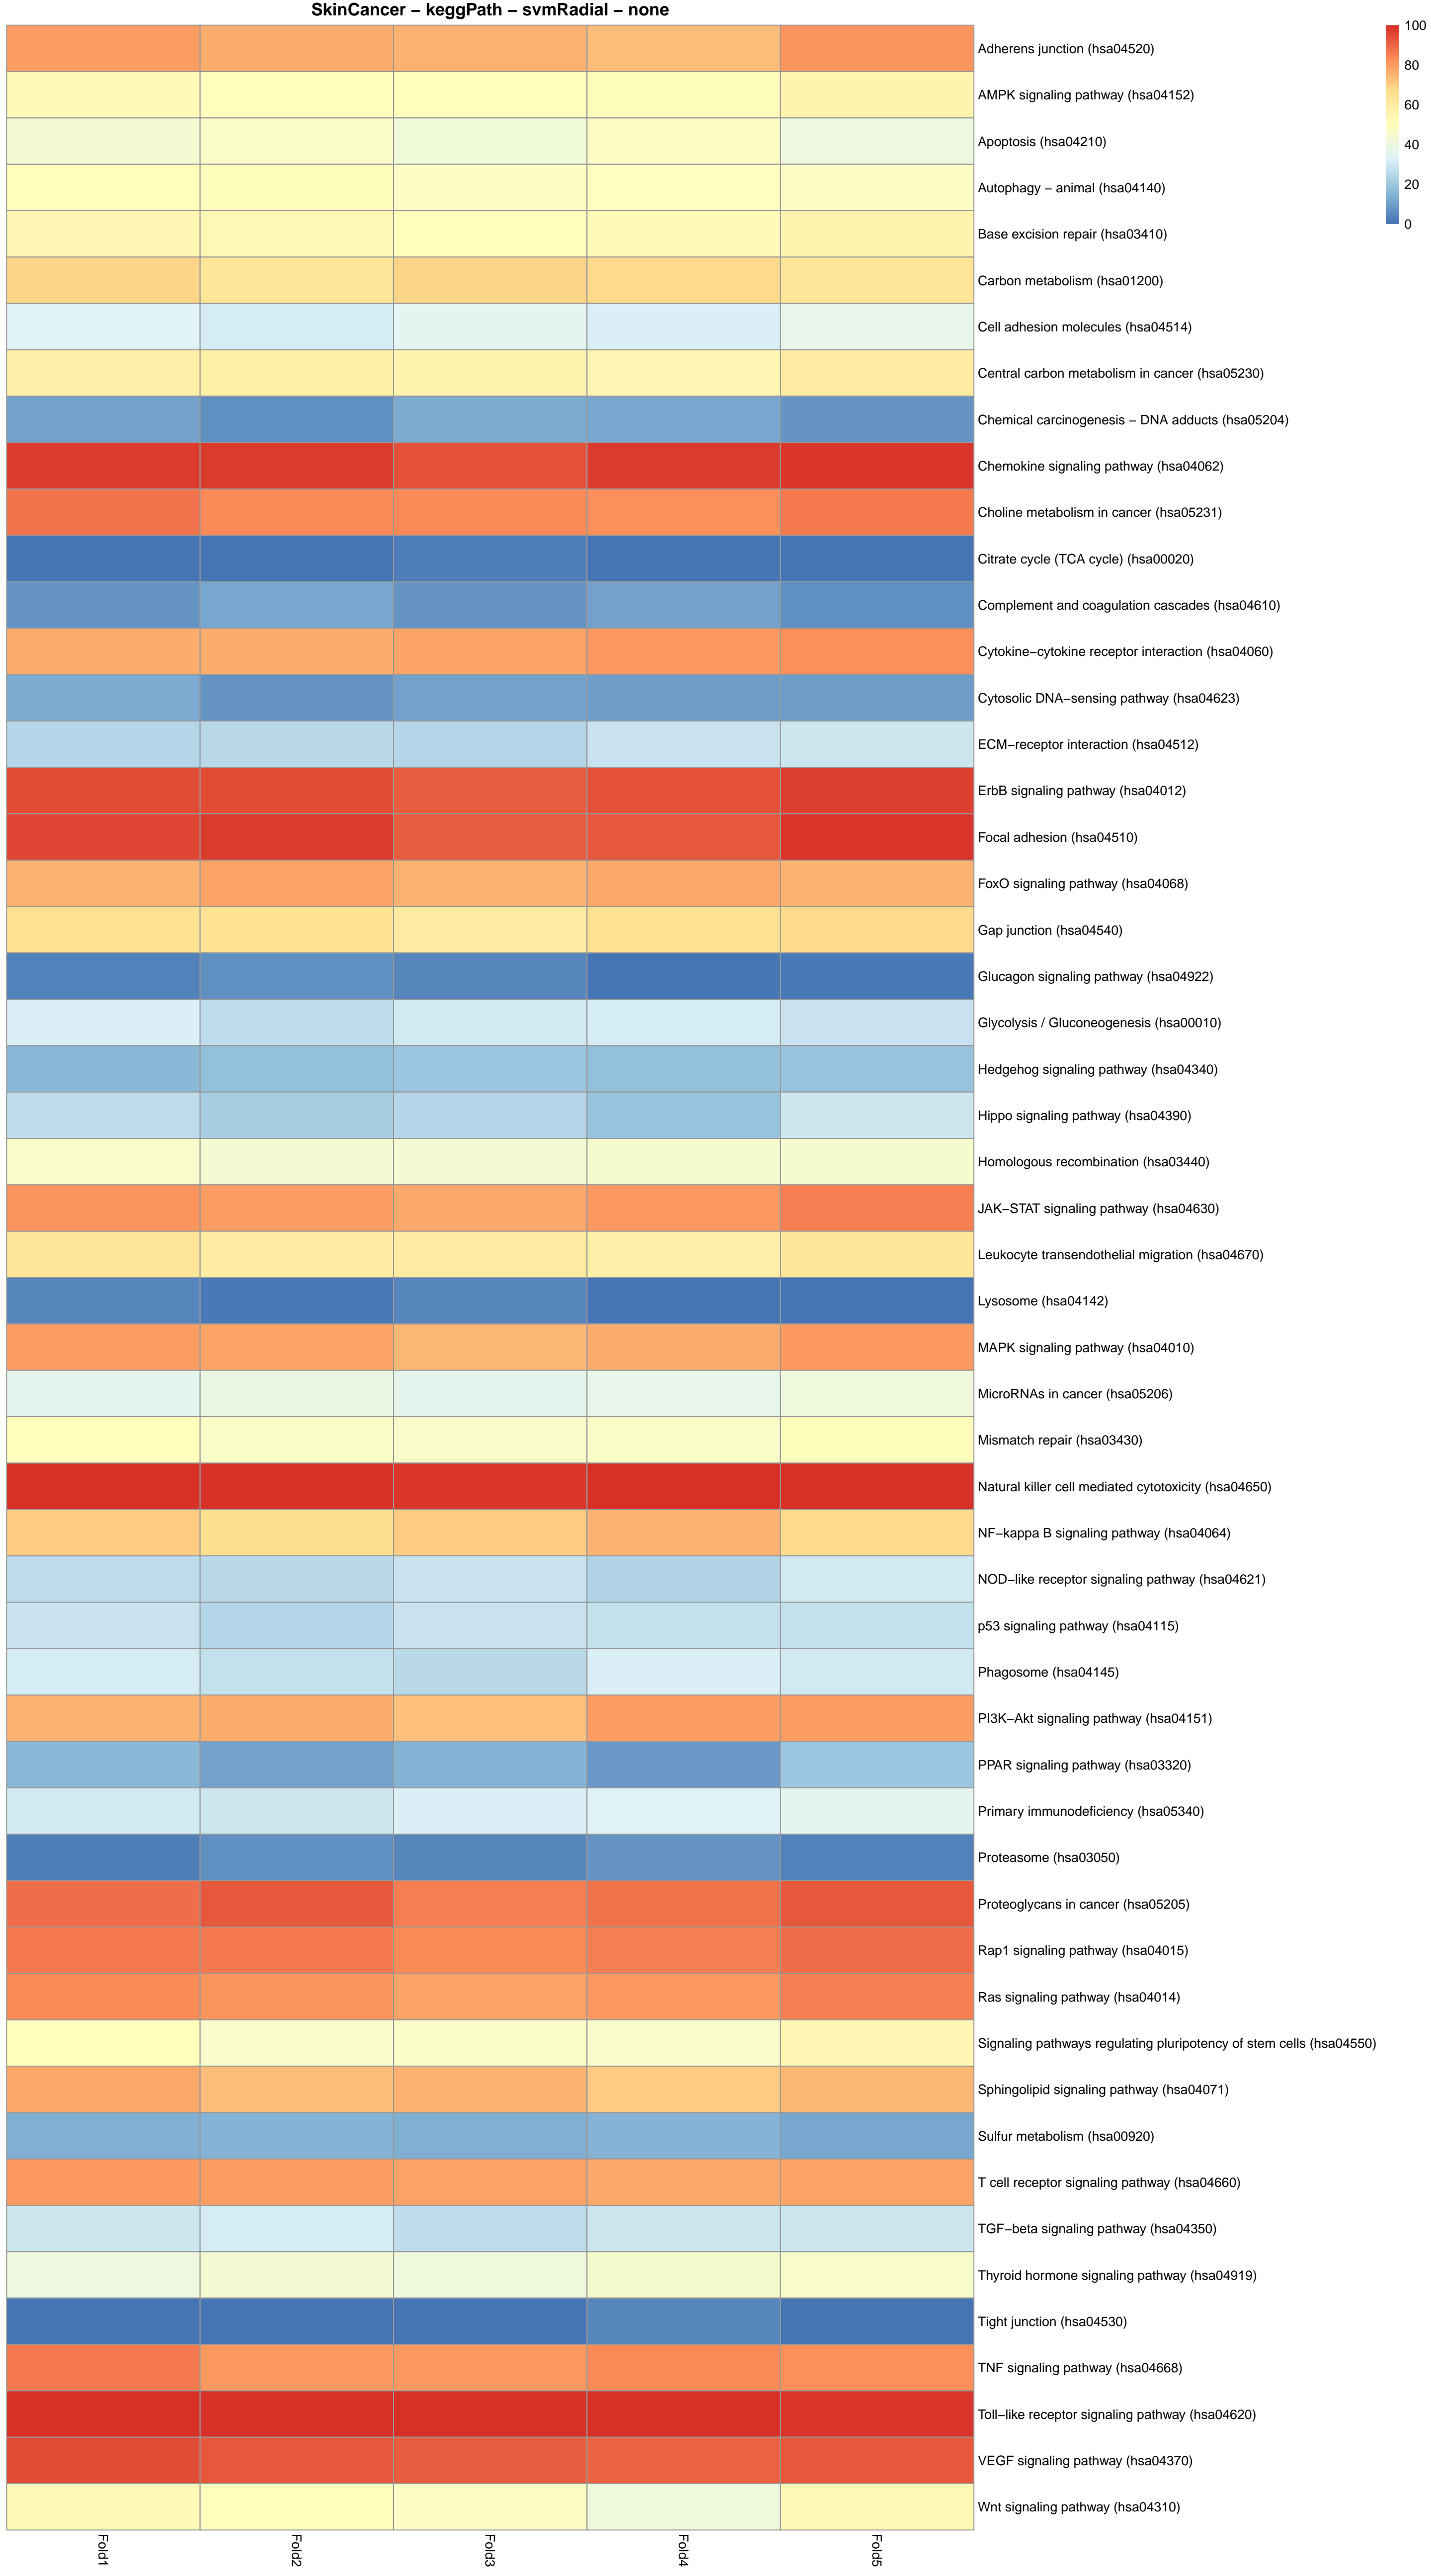 SkinCancer − keggPath − svmRadial − none
100
80
60
40
20
0
Adherens junction (hsa04520)
AMPK signaling pathway (hsa04152)
Apoptosis (hsa04210)
Autophagy − animal (hsa04140)
Base excision repair (hsa03410)
Carbon metabolism (hsa01200)
Cell adhesion molecules (hsa04514)
Central carbon metabolism in cancer (hsa05230)
Chemical carcinogenesis − DNA adducts (hsa05204)
Chemokine signaling pathway (hsa04062)
Choline metabolism in cancer (hsa05231)
Citrate cycle (TCA cycle) (hsa00020)
Complement and coagulation cascades (hsa04610)
Cytokine−cytokine receptor interaction (hsa04060)
Cytosolic DNA−sensing pathway (hsa04623)
ECM−receptor interaction (hsa04512)
ErbB signaling pathway (hsa04012)
Focal adhesion (hsa04510)
FoxO signaling pathway (hsa04068)
Gap junction (hsa04540)
Glucagon signaling pathway (hsa04922)
Glycolysis / Gluconeogenesis (hsa00010)
Hedgehog signaling pathway (hsa04340)
Hippo signaling pathway (hsa04390)
Homologous recombination (hsa03440)
JAK−STAT signaling pathway (hsa04630)
Leukocyte transendothelial migration (hsa04670)
Lysosome (hsa04142)
MAPK signaling pathway (hsa04010)
MicroRNAs in cancer (hsa05206)
Mismatch repair (hsa03430)
Natural killer cell mediated cytotoxicity (hsa04650)
NF−kappa B signaling pathway (hsa04064)
NOD−like receptor signaling pathway (hsa04621)
p53 signaling pathway (hsa04115)
Phagosome (hsa04145)
PI3K−Akt signaling pathway (hsa04151)
PPAR signaling pathway (hsa03320)
Primary immunodeficiency (hsa05340)
Proteasome (hsa03050)
Proteoglycans in cancer (hsa05205)
Rap1 signaling pathway (hsa04015)
Ras signaling pathway (hsa04014)
Signaling pathways regulating pluripotency of stem cells (hsa04550)
Sphingolipid signaling pathway (hsa04071)
Sulfur metabolism (hsa00920)
T cell receptor signaling pathway (hsa04660)
TGF−beta signaling pathway (hsa04350)
Thyroid hormone signaling pathway (hsa04919)
Tight junction (hsa04530)
TNF signaling pathway (hsa04668)
Toll−like receptor signaling pathway (hsa04620)
VEGF signaling pathway (hsa04370)
Wnt signaling pathway (hsa04310)
Fold1
Fold2
Fold3
Fold4
Fold5